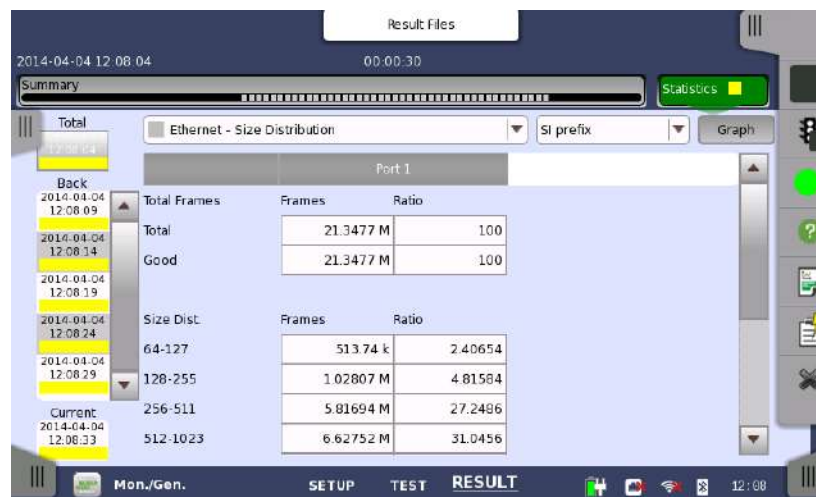 Result Files
2014-04-04 12:08:04 00:00:30
Summary
Statistics
Total
12:08:04
Back
2014-04-04
12:08:09
2014-04-04
12:08:14
2014-04-04
12:08:19
2014-04-04
12:08:24
2014-04-04
12:08:29
Current
2014-04-04
12:08:33
Ethernet - Size Distribution SI prefix Graph
Port 1
Total Frames Frames Ratio
Total 21.3477 M 100
Good 21.3477 M 100
Size Dist. Frames Ratio
64-127 513.74 k 2.40654
128-255 1.02807 M 4.81584
256-511 5.81694 M 27.2486
512-1023 6.62752 M 31.0456
Mon./Gen. SETUP TEST RESULT 12:08